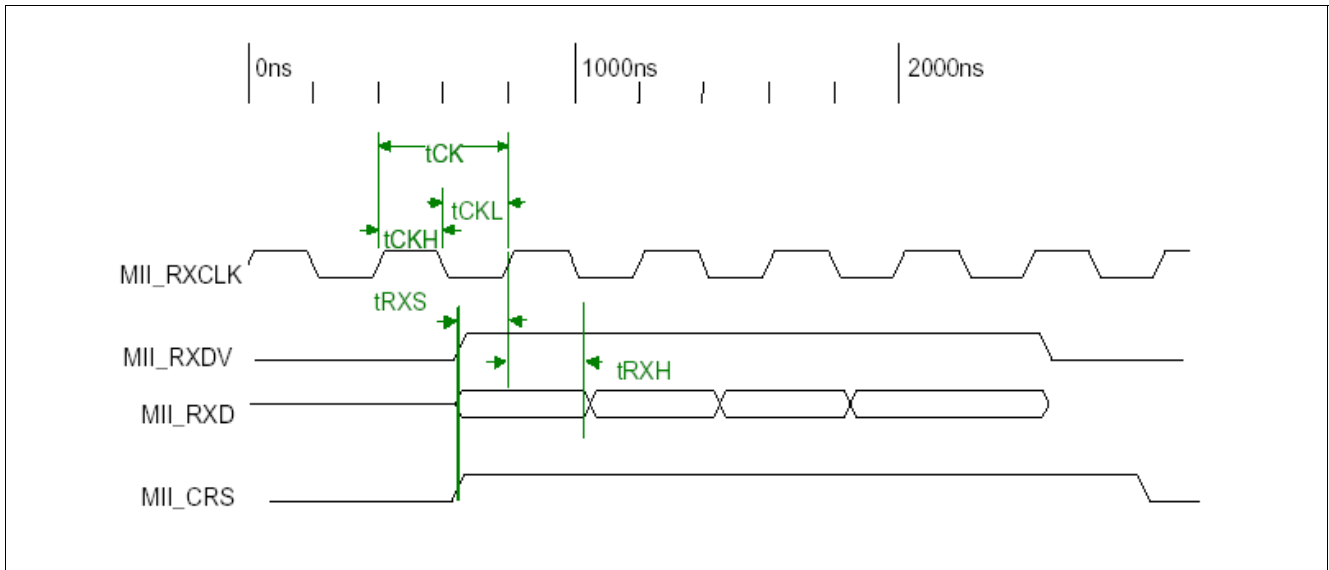 0ns 1000ns 2000ns
tCK
tCKL
tCKH
MII_RXCLK
tRXS
MII_RXDV
tRXH
MII_RXD
MII_CRS